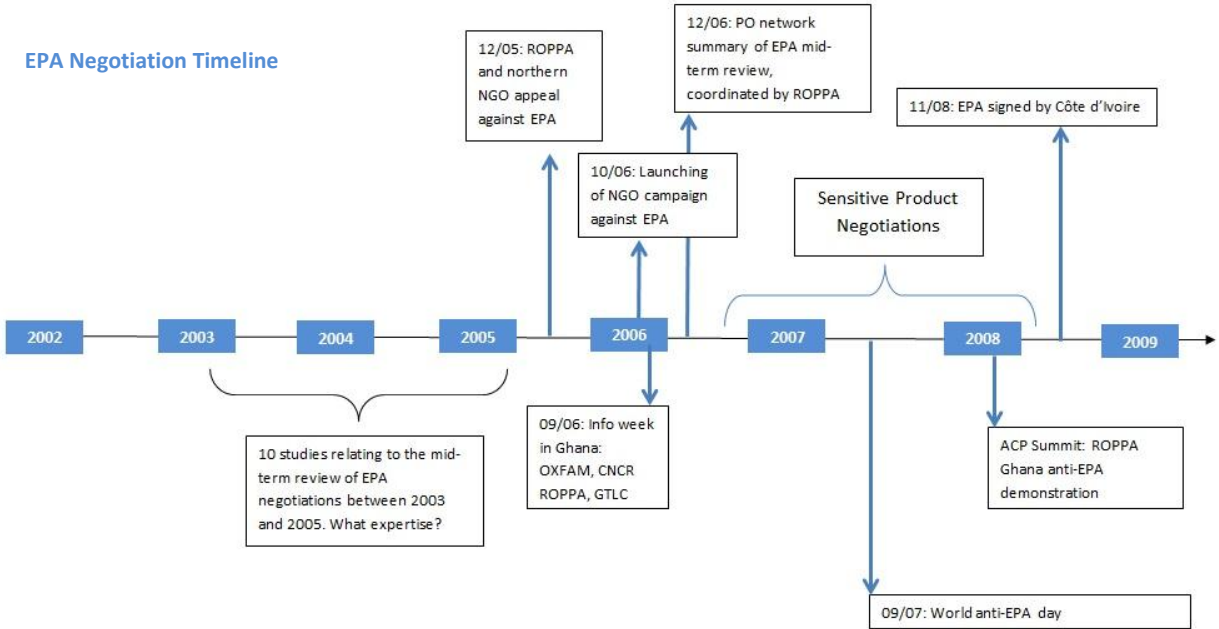 EPA Negotiation Timeline
12/05: ROPPA
and northern
NGO appeal
against EPA
12/06: PO network
summary of EPA mid-
term review,
coordinated by ROPPA
10/06: Launching
of NGO campaign
against EPA
Sensitive Product
Negotiations
11/08: EPA signed by Côte d’Ivoire
2002
2003
2004
2005
2006
2007
2008
2009
10 studies relating to the mid-
term review of EPA
negotiations between 2003
and 2005. What expertise?
09/06: Info week
in Ghana:
OXFAM, CNCR
ROPPA, GTLC
ACP Summit: ROPPA
Ghana anti-EPA
demonstration
09/07: World anti-EPA day